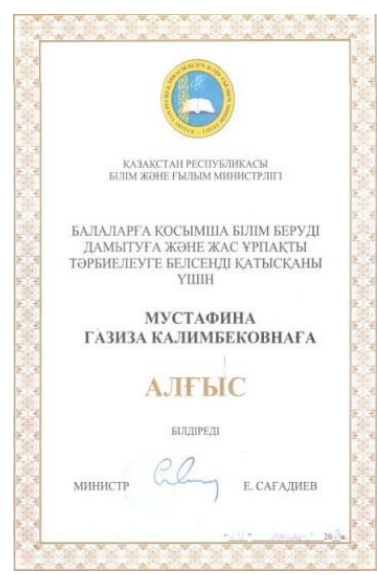 ҚАЗАҚСТАН РЕСПУБЛИКАСЫ
БІЛІМ ЖӘНЕ ҒЫЛЫМ МИНИСТРЛІГІ
БАЛАЛАРҒА ҚОСЫМША БІЛІМ БЕРУДІ
ДАМЫТУҒА ЖӘНЕ ЖАС ҰРПАҚТЫ
ТӘРБИЕЛЕУГЕ БЕЛСЕНДІ ҚАТЫСҚАНЫ
ҮШІН
МУСТАФИНА
ГАЗИЗА КАЛИМБЕКОВНАҒА
АЛҒЫС
БІЛДІРЕДІ
МИНИСТР Е. САҒАДИЕВ